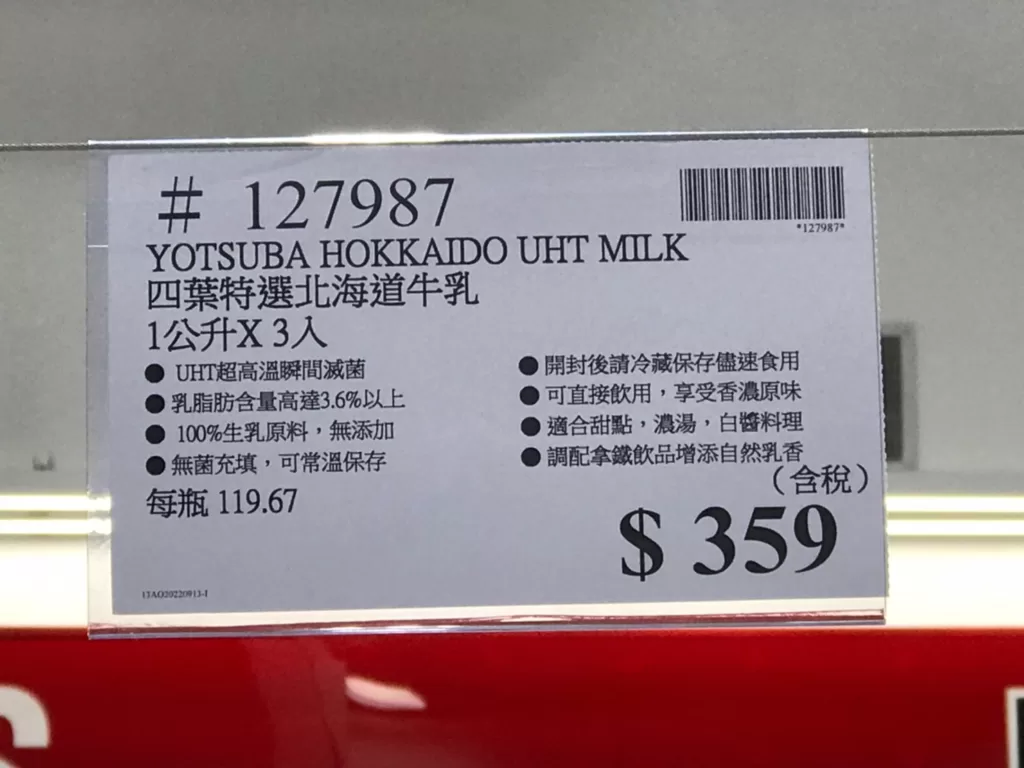 # 127987
*127987*
YOTSUBA HOKKAIDO UHT MILK
四葉特選北海道牛乳
1公升X 3入
● UHT超高溫瞬間滅菌
● 乳脂肪含量高達3.6%以上
● 100%生乳原料，無添加
● 無菌充填，可常溫保存
每瓶 119.67
● 開封後請冷藏保存儘速食用
● 可直接飲用，享受香濃原味
● 適合甜點，濃湯，白醬料理
● 調配拿鐵飲品增添自然乳香
（含稅）
$ 359
13AO20220913-1